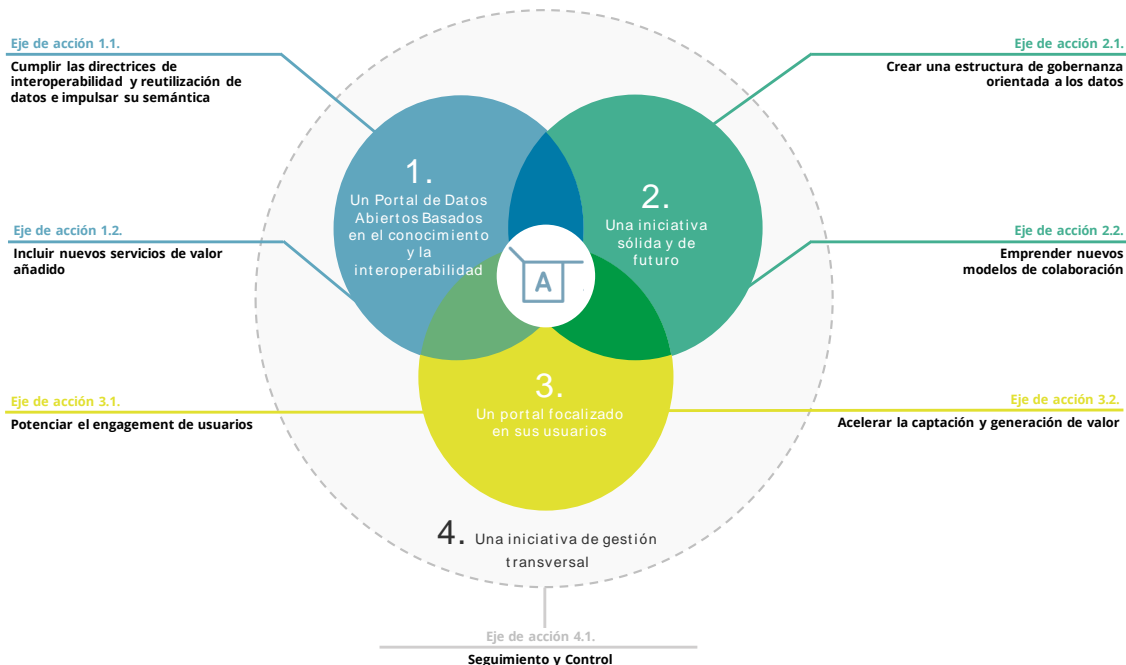 Eje de acción 1.1.
Cumplir las directrices de
interoperabilidad y reutilización de
datos e impulsar su semántica
Eje de acción 2.1.
Crear una estructura de gobernanza
orientada a los datos
1.
Un Portal de Datos
Abiertos Basados
en el conocimiento
y la
interoperabilidad
2.
Una iniciativa
sólida y de
futuro
Eje de acción 1.2.
Incluir nuevos servicios de valor
añadido
Eje de acción 2.2.
Emprender nuevos
modelos de colaboración
A
3.
Un portal focalizado
en sus usuarios
Eje de acción 3.1.
Potenciar el engagement de usuarios
Eje de acción 3.2.
Acelerar la captación y generación de valor
4. Una iniciativa de gestión
transversal
Eje de acción 4.1.
Seguimiento y Control